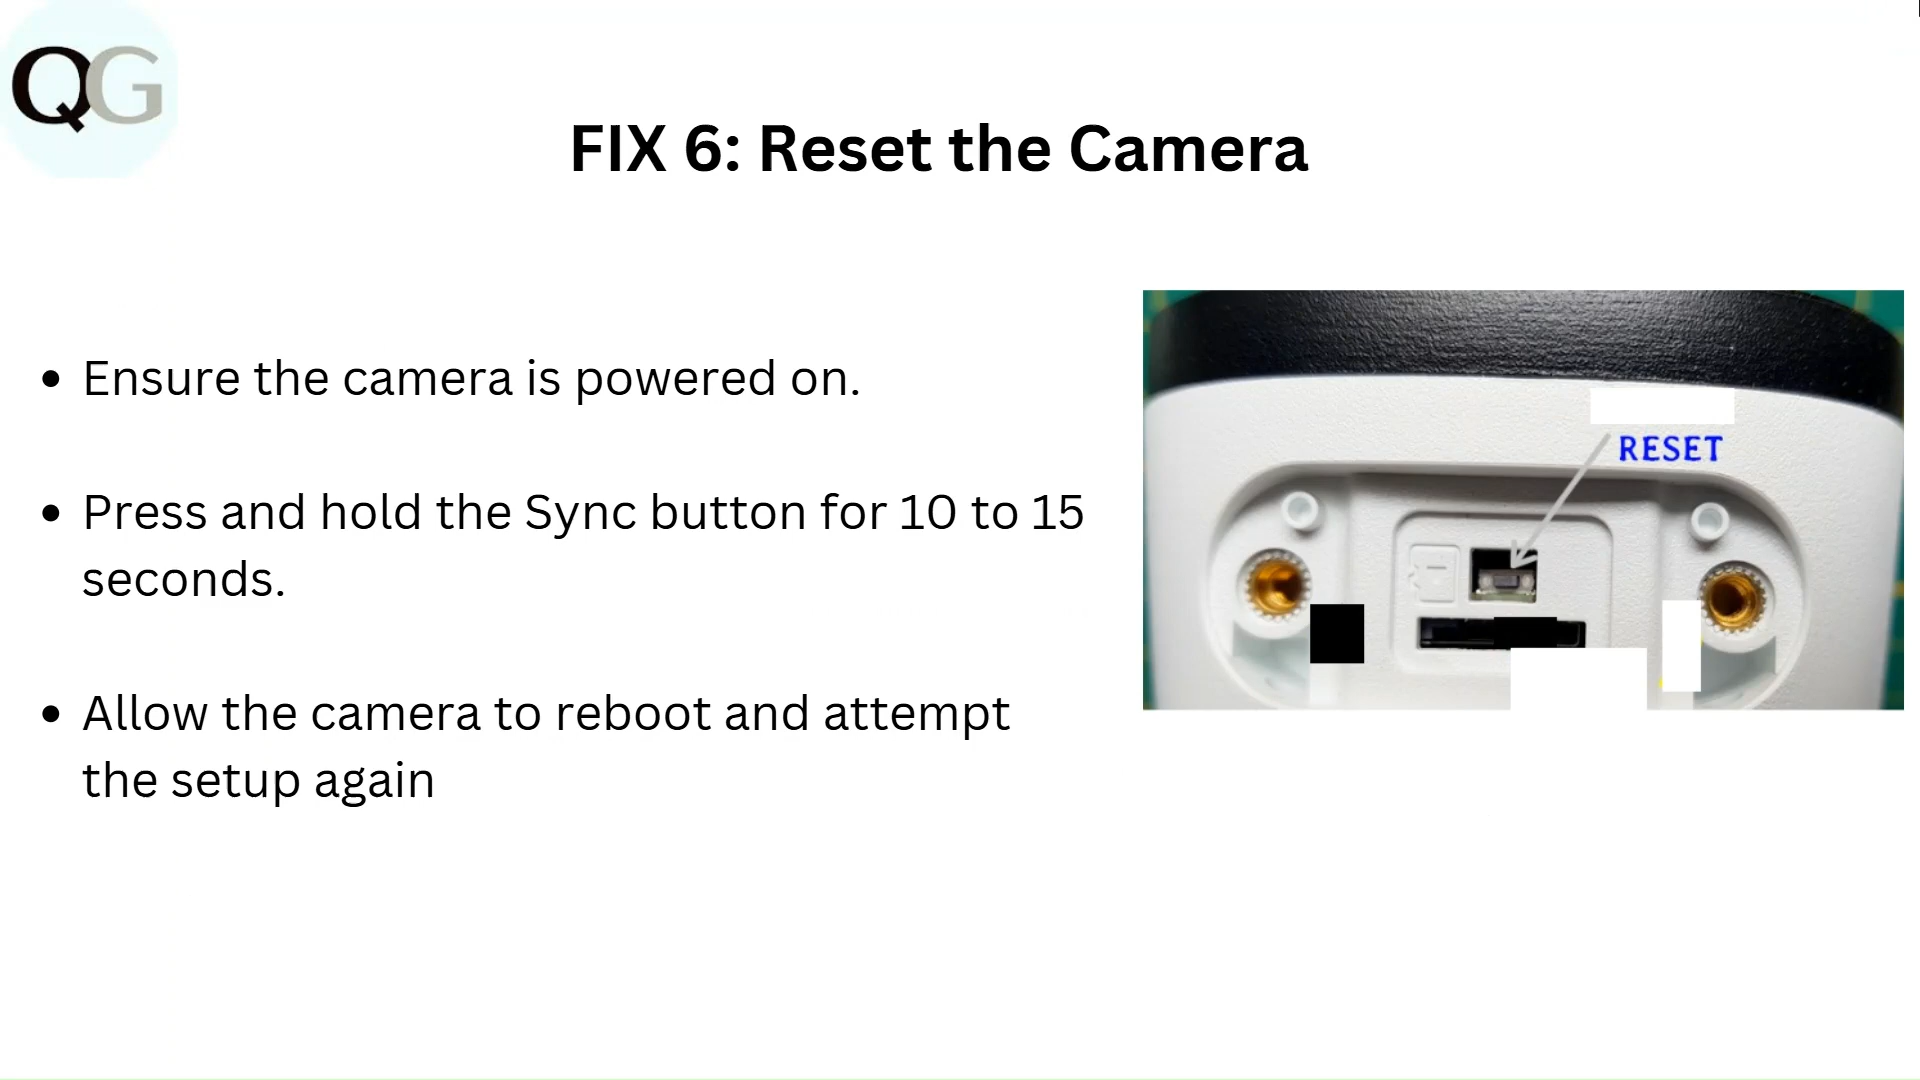 QG
FIX 6: Reset the Camera
• Ensure the camera is powered on.
• Press and hold the Sync button for 10 to 15
seconds.
• Allow the camera to reboot and attempt
the setup again
RESET